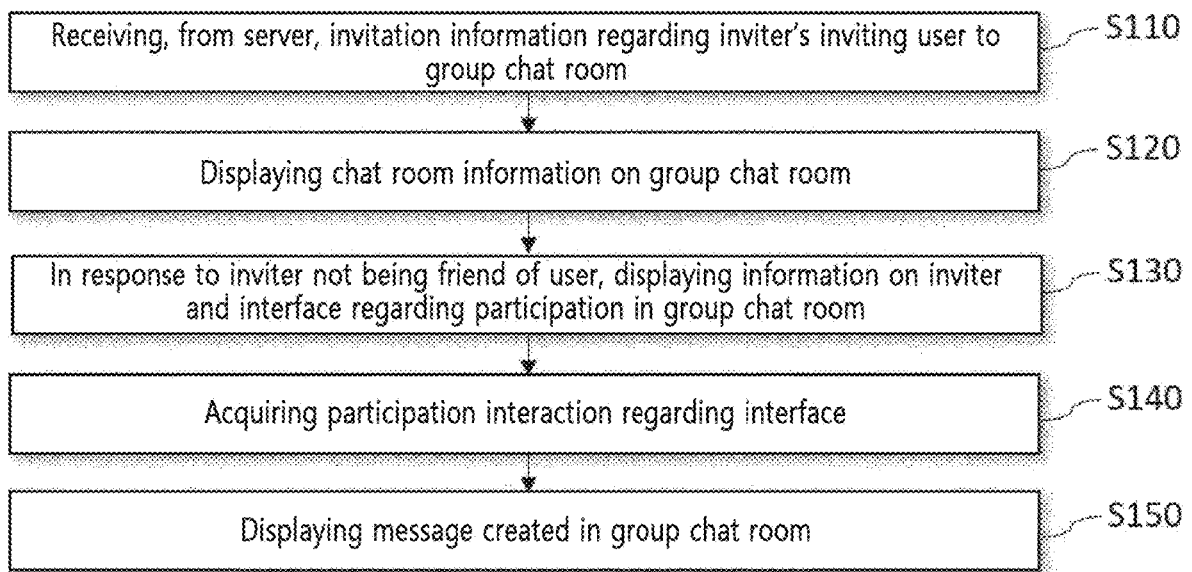 Receiving, from server, invitation information regarding inviter's inviting user to
group chat room
S110
Displaying chat room information on group chat room
S120
In response to inviter not being friend of user, displaying information on inviter
and interface regarding participation in group chat room
S130
Acquiring participation interaction regarding interface
S140
Displaying message created in group chat room
S150